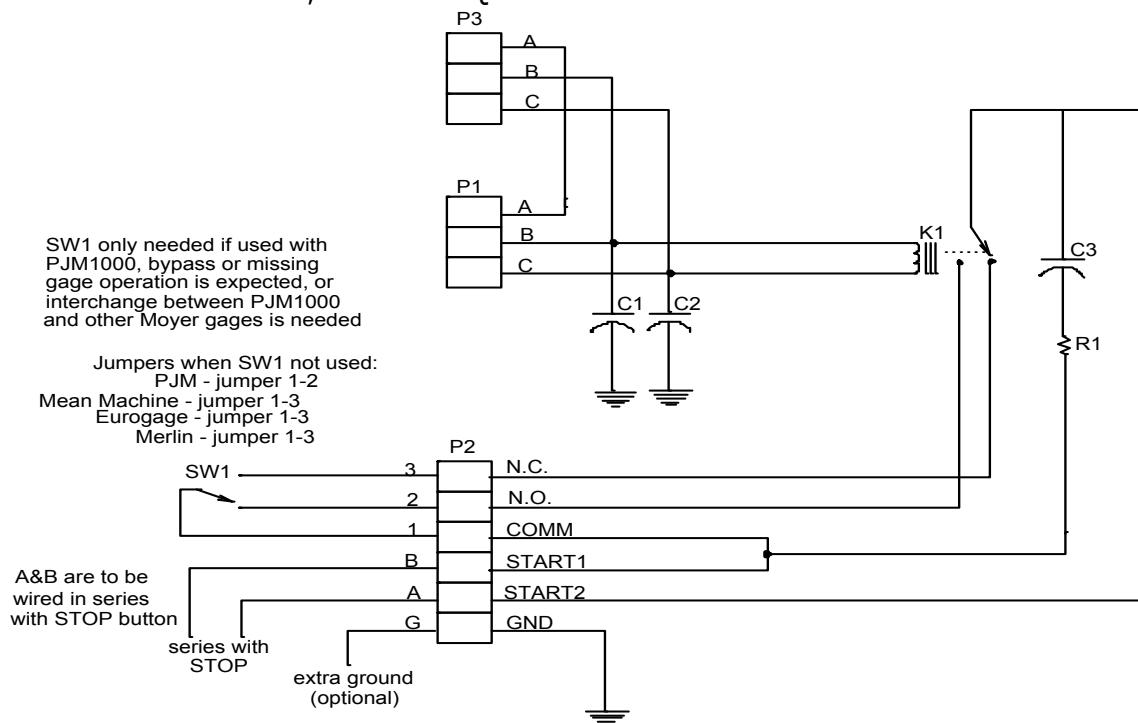 P3
A
B
C
P1
A
B
C
K1
C3
SW1 only needed if used with
PJM1000, bypass or missing
gage operation is expected, or
interchange between PJM1000
and other Moyer gages is needed
C1
C2
R1
Jumpers when SW1 not used:
PJM - jumper 1-2
Mean Machine - jumper 1-3
Eurogage - jumper 1-3
Merlin - jumper 1-3
P2
SW1
3
N.C.
2
N.O.
1
COMM
B
START1
A
START2
G
GND
A&B are to be
wired in series
with STOP button
series with
STOP
extra ground
(optional)